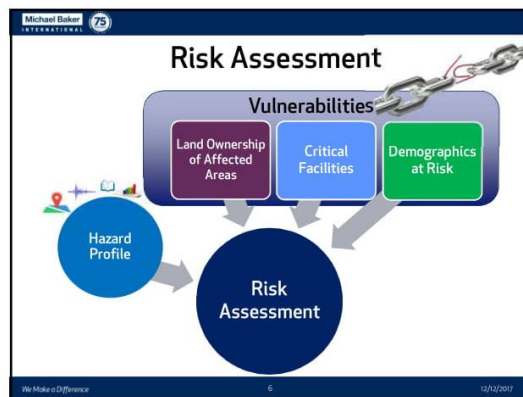 Michael Baker
INTERNATIONAL
75
Risk Assessment
Vulnerabilities
Land Ownership
of Affected
Areas
Critical
Facilities
Demographics
at Risk
Hazard
Profile
Risk
Assessment
We Make a Difference
6
12/12/2017